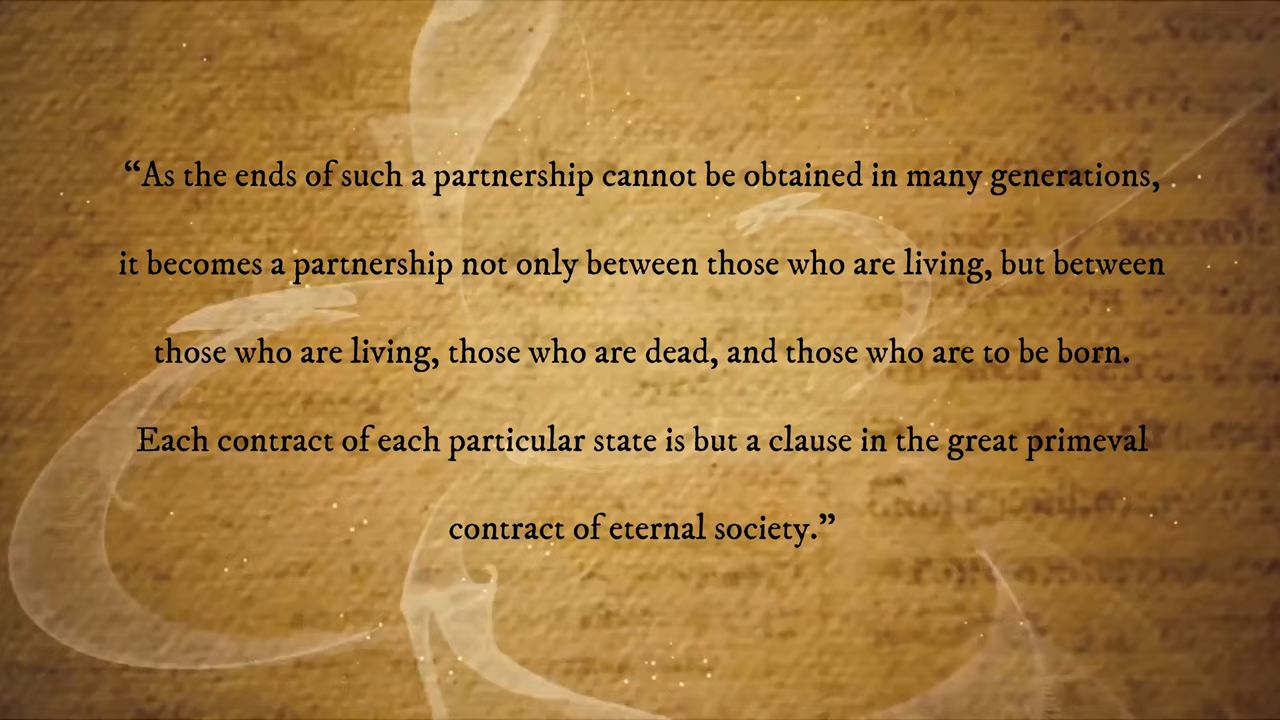 “As the ends of such a partnership cannot be obtained in many generations,
it becomes a partnership not only between those who are living, but between
those who are living, those who are dead, and those who are to be born.
Each contract of each particular state is but a clause in the great primeval
contract of eternal society.”